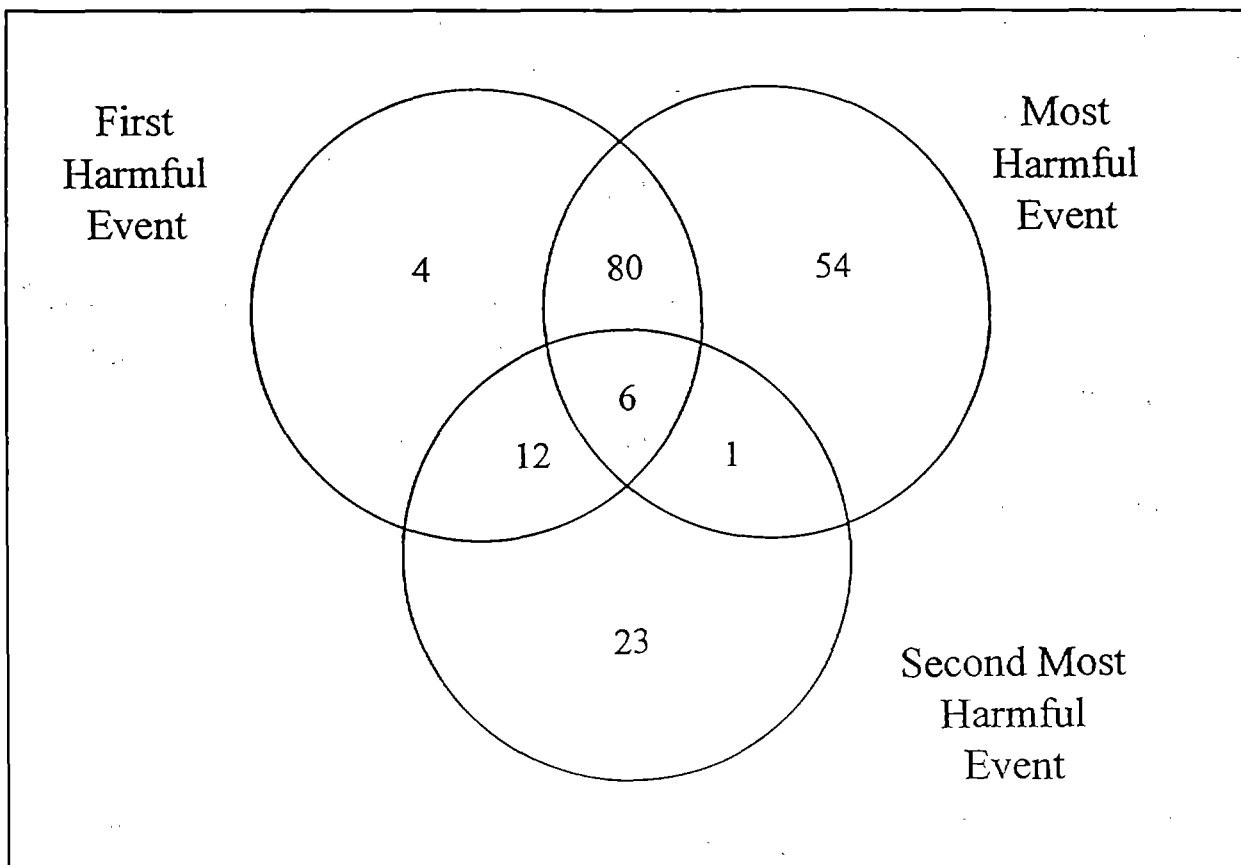 First
Harmful
Event
Most
Harmful
Event
4
80
54
6
12
1
23
Second Most
Harmful
Event